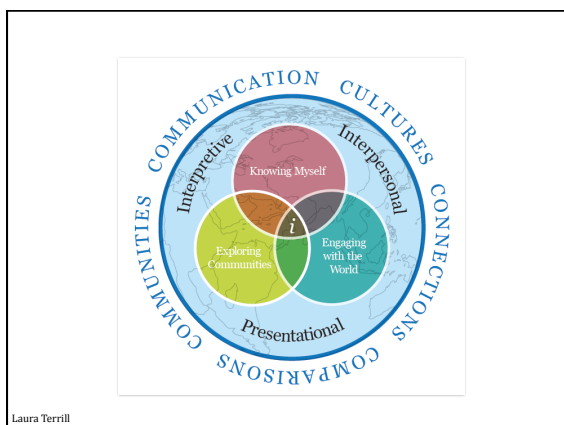 COMMUNICATION
CULTURES
CONNECTIONS
COMPARISONS
COMMUNITIES
Interpretive
Interpersonal
Presentational
Knowing Myself
i
Exploring
Communities
Engaging
with the
World
Laura Terrill